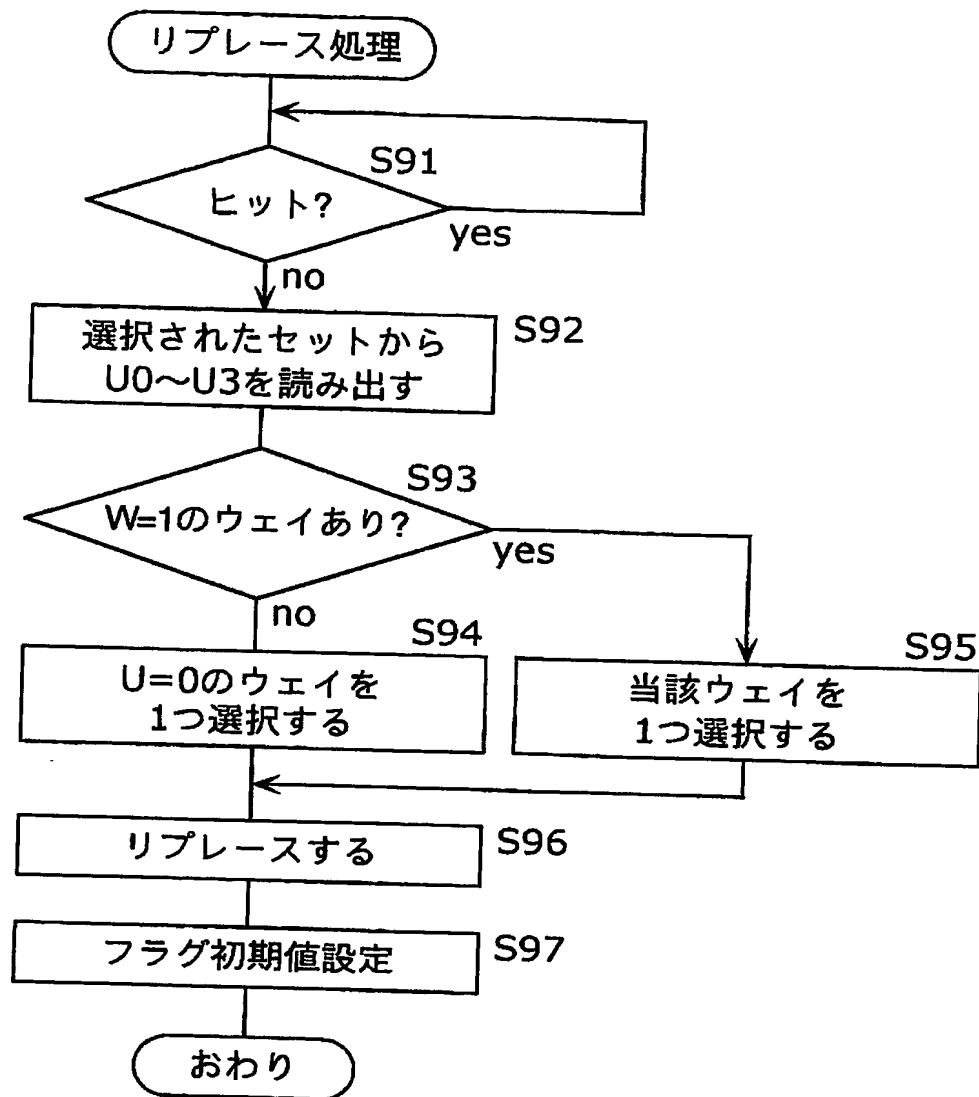 リプレース処理
S91
ヒット?
yes
no
S92
選択されたセットから
U0〜U3を読み出す
S93
W=1のウェイあり?
yes
no
S94
U=0のウェイを
1つ選択する
S95
当該ウェイを
1つ選択する
リプレースする
S96
フラグ初期値設定
S97
おわり